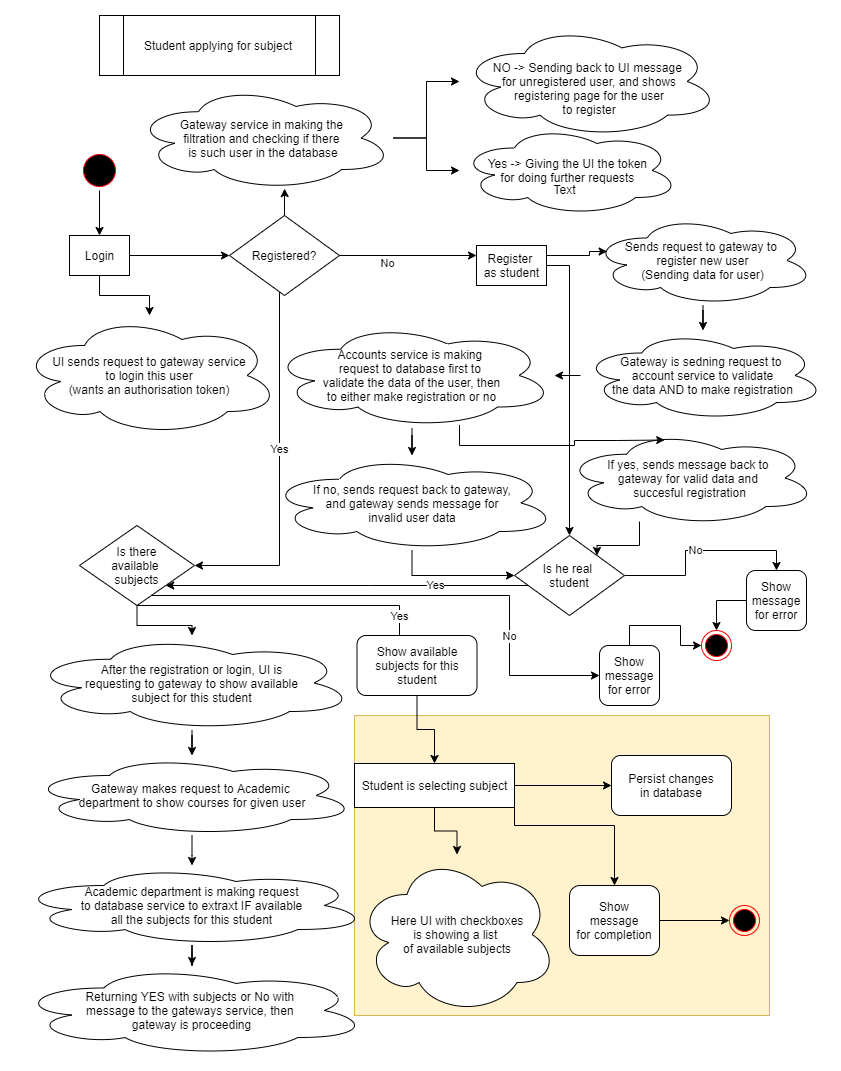 Student applying for subject
NO -> Sending back to UI message
for unregistered user, and shows
registering page for the user
to register
Gateway service in making the
filtration and checking if there
is such user in the database
Yes -> Giving the UI the token
for doing further requests
Text
Login
Registered?
No
Register
as student
Sends request to gateway to
register new user
(Sending data for user)
UI sends request to gateway service
to login this user
(wants an authorisation token)
Accounts service is making
request to database first to
validate the data of the user, then
to either make registration or no
Gateway is sedning request to
account service to validate
the data AND to make registration
Yes
If no, sends request back to gateway,
and gateway sends message for
invalid user data
If yes, sends message back to
gateway for valid data and
succesful registration
Is there
available
subjects
Yes
Is he real
student
No
Show
message
for error
Yes
No
After the registration or login, UI is
requesting to gateway to show available
subject for this student
Show available
subjects for this
student
Show
message
for error
Gateway makes request to Academic
department to show courses for given user
Student is selecting subject
Persist changes
in database
Academic department is making request
to database service to extraxt IF available
all the subjects for this student
Here UI with checkboxes
is showing a list
of available subjects
Show
message
for completion
Returning YES with subjects or No with
message to the gateways service, then
gateway is proceeding